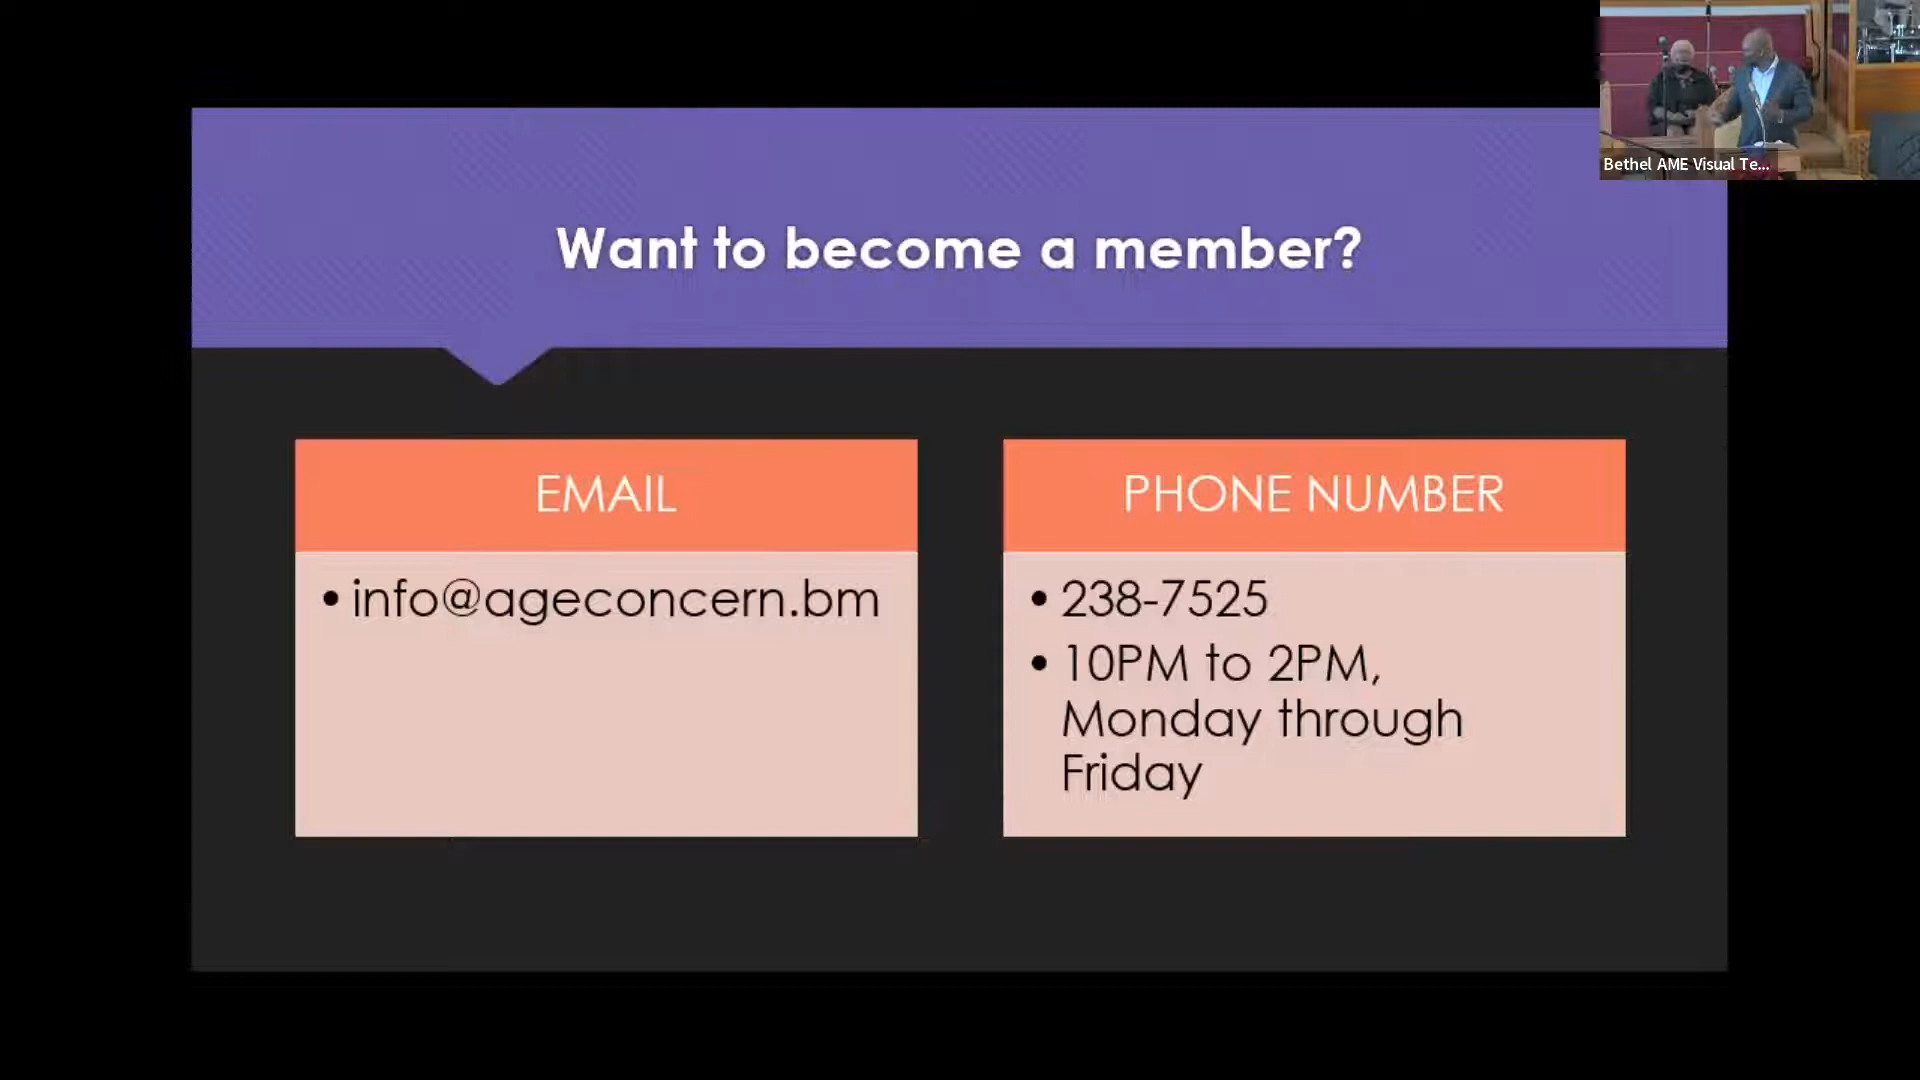 Bethel AME Visual Te...
Want to become a member?
EMAIL
• info@ageconcern.bm
PHONE NUMBER
• 238-7525
• 10PM to 2PM,
Monday through
Friday